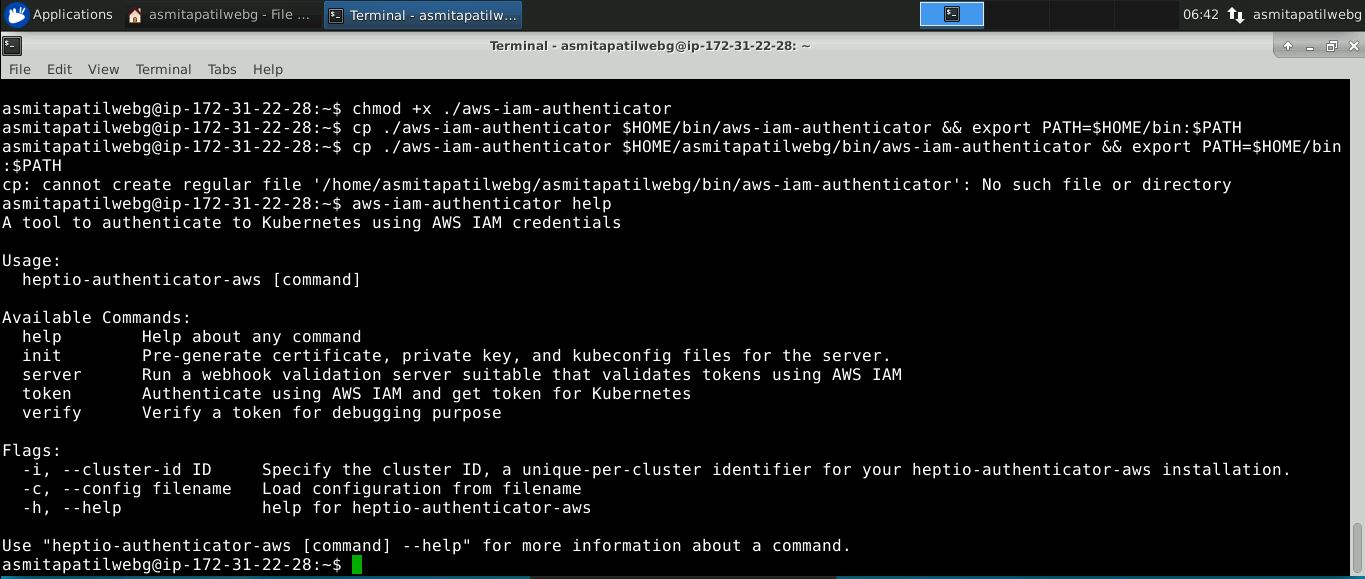 Applications asmitapatilwebg - File ... Terminal - asmitapatilw... 06:42 asmitapatilwebg
Terminal - asmitapatilwebg@ip-172-31-22-28: ~
File Edit View Terminal Tabs Help
asmitapatilwebg@ip-172-31-22-28:~$ chmod +x ./aws-iam-authenticator
asmitapatilwebg@ip-172-31-22-28:~$ cp ./aws-iam-authenticator $HOME/bin/aws-iam-authenticator && export PATH=$HOME/bin:$PATH
asmitapatilwebg@ip-172-31-22-28:~$ cp ./aws-iam-authenticator $HOME/asmitapatilwebg/bin/aws-iam-authenticator && export PATH=$HOME/bin
:$PATH
cp: cannot create regular file '/home/asmitapatilwebg/asmitapatilwebg/bin/aws-iam-authenticator': No such file or directory
asmitapatilwebg@ip-172-31-22-28:~$ aws-iam-authenticator help
A tool to authenticate to Kubernetes using AWS IAM credentials
Usage:
  heptio-authenticator-aws [command]
Available Commands:
  help        Help about any command
  init        Pre-generate certificate, private key, and kubeconfig files for the server.
  server      Run a webhook validation server suitable that validates tokens using AWS IAM
  token       Authenticate using AWS IAM and get token for Kubernetes
  verify      Verify a token for debugging purpose
Flags:
  -i, --cluster-id ID     Specify the cluster ID, a unique-per-cluster identifier for your heptio-authenticator-aws installation.
  -c, --config filename   Load configuration from filename
  -h, --help              help for heptio-authenticator-aws
Use "heptio-authenticator-aws [command] --help" for more information about a command.
asmitapatilwebg@ip-172-31-22-28:~$